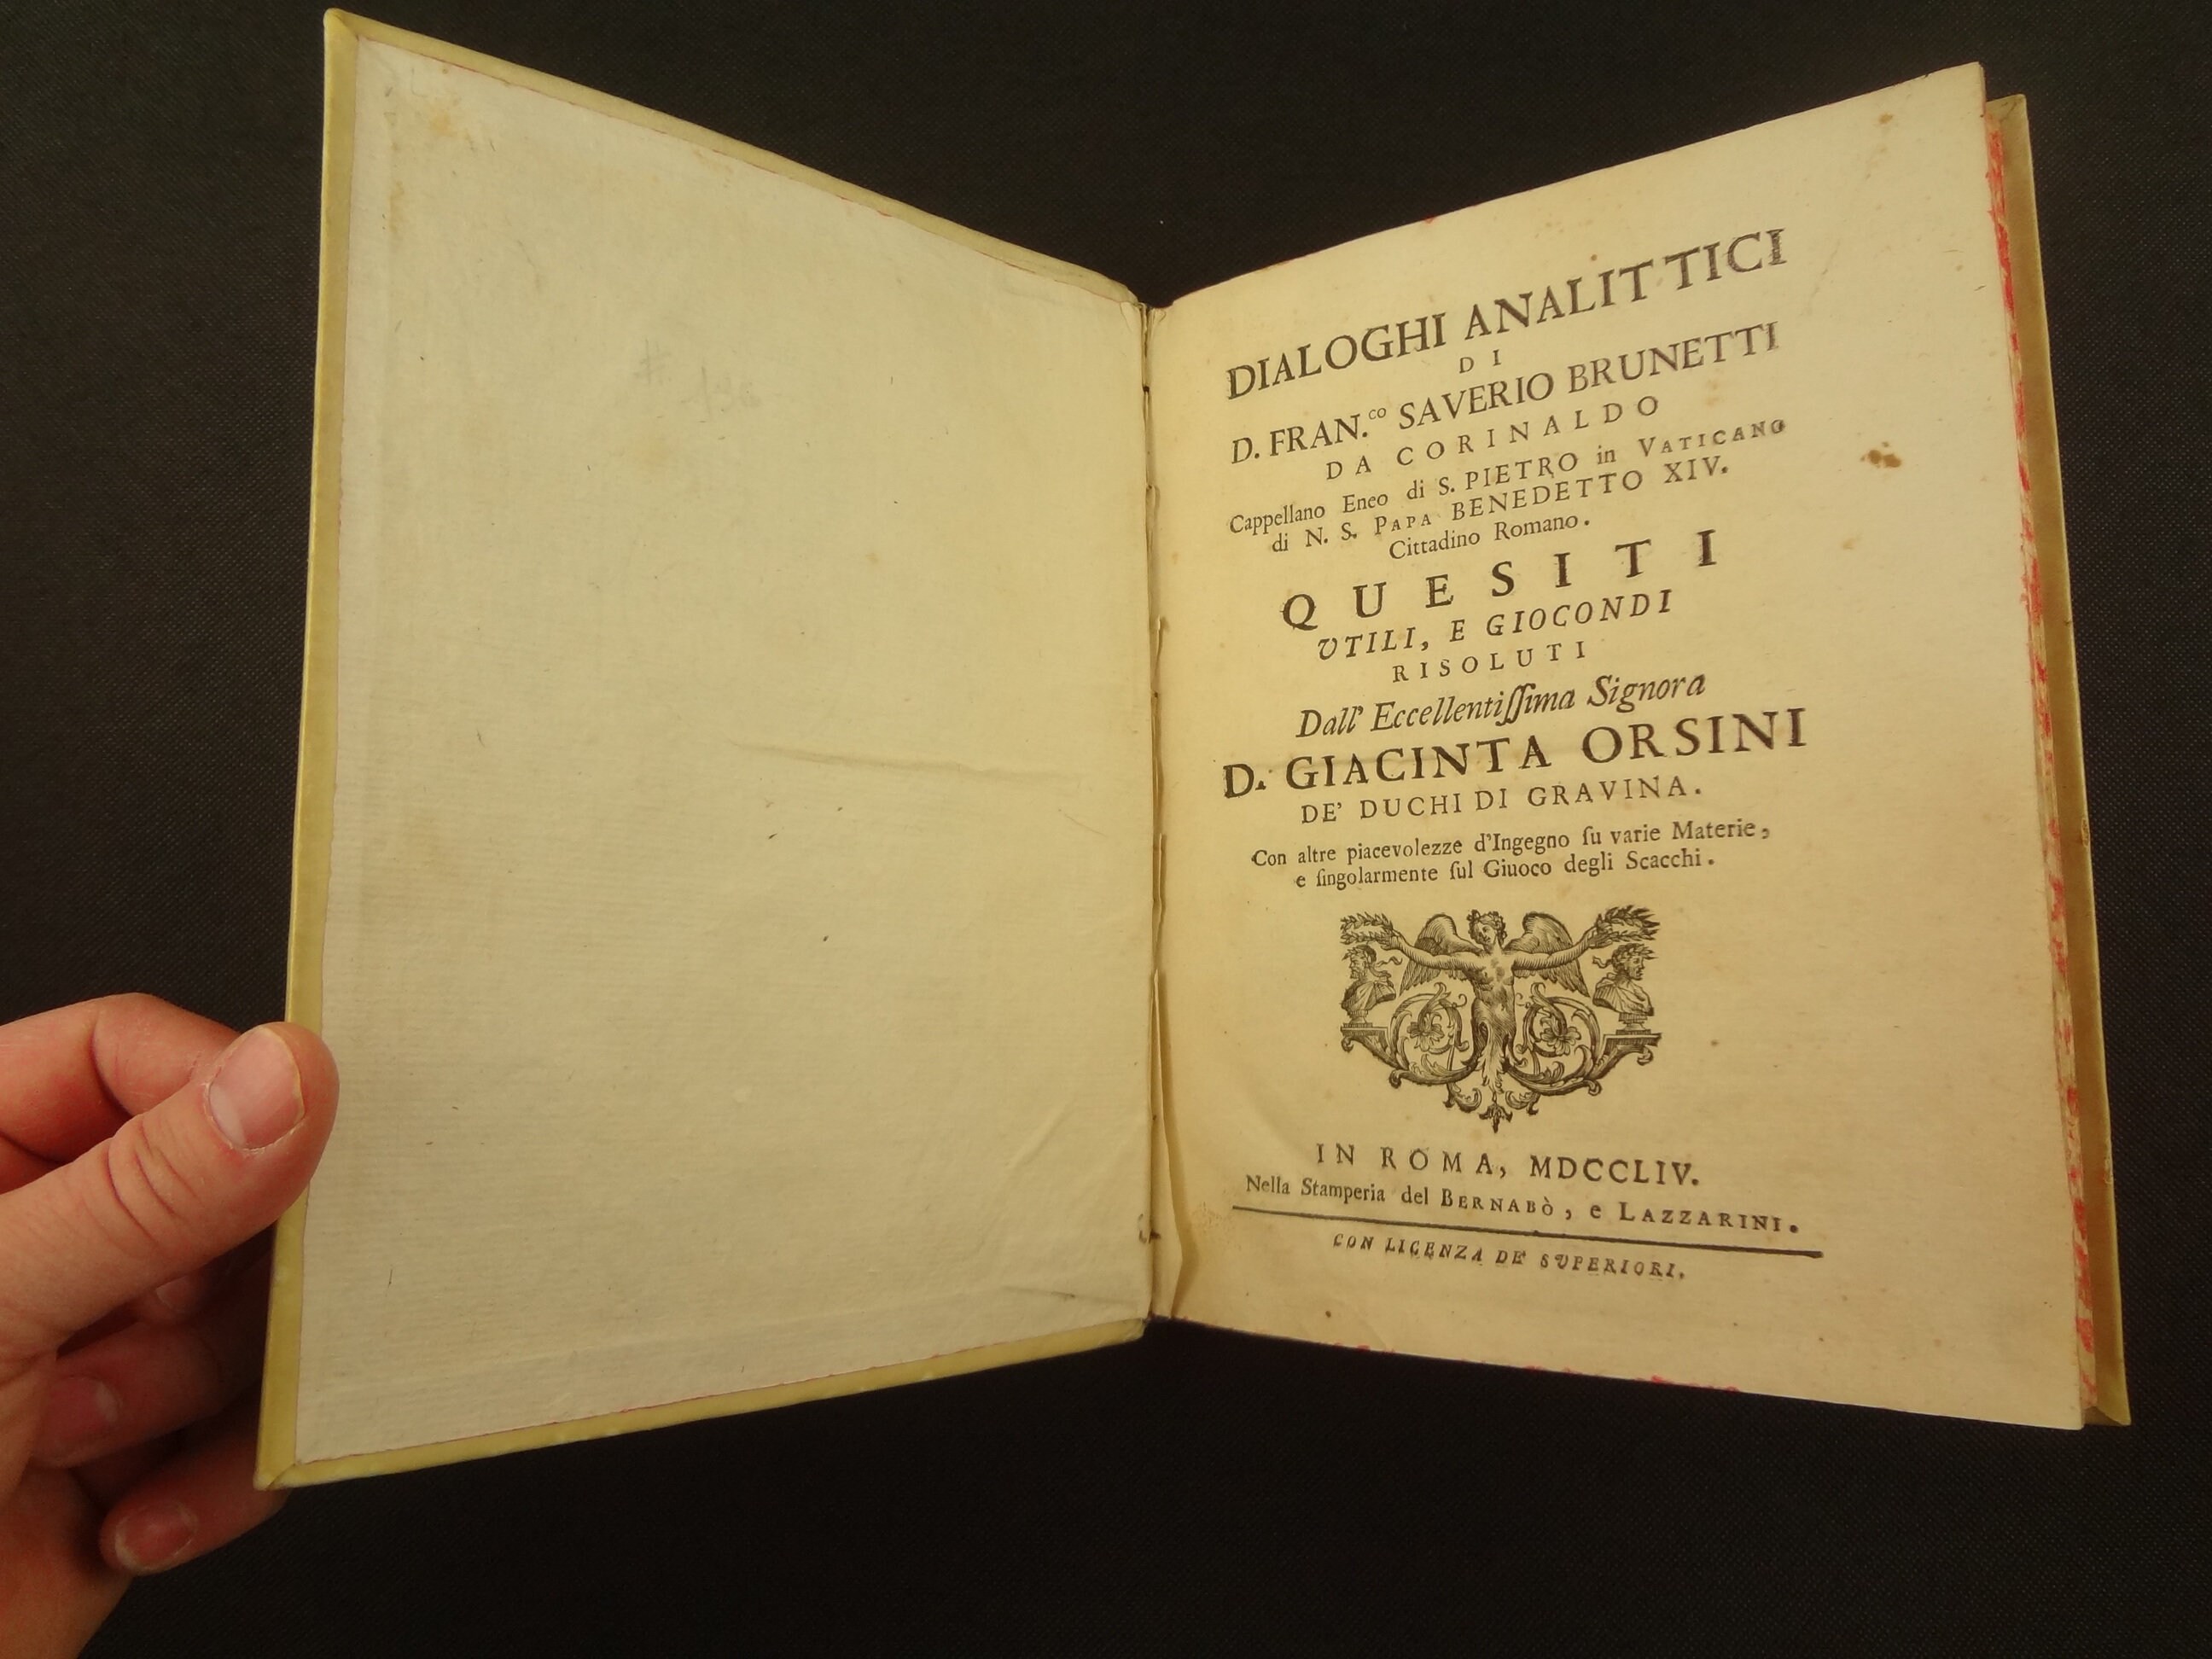 DIALOGHI ANALITTICI
DI
D. FRAN.co SAVERIO BRUNETTI
DA CORINALDO
Cappellano Eneo di S. PIETRO in VATICANO
di N. S. PAPA BENEDETTO XIV.
Cittadino Romano.
QUESITI
UTILI, E GIOCONDI
RISOLUTI
Dall' Eccellentiſſima Signora
D. GIACINTA ORSINI
DE' DUCHI DI GRAVINA.
Con altre piacevolezze d'Ingegno ſu varie Materie,
e ſingolarmente ſul Giuoco degli Scacchi.
IN ROMA, MDCCLIV.
Nella Stamperia del BERNABÒ, e LAZZARINI.
CON LICENZA DE' SUPERIORI.